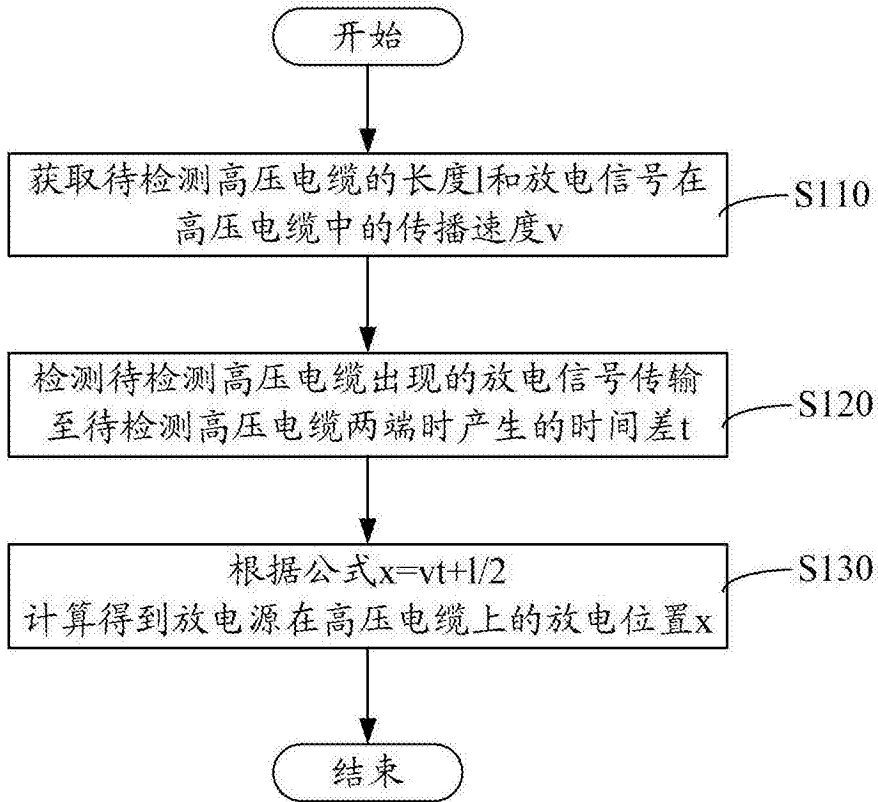 开始
获取待检测高压电缆的长度l和放电信号在
高压电缆中的传播速度v
S110
检测待检测高压电缆出现的放电信号传输
至待检测高压电缆两端时产生的时间差t
S120
根据公式x=vt+l/2
计算得到放电源在高压电缆上的放电位置x
S130
结束